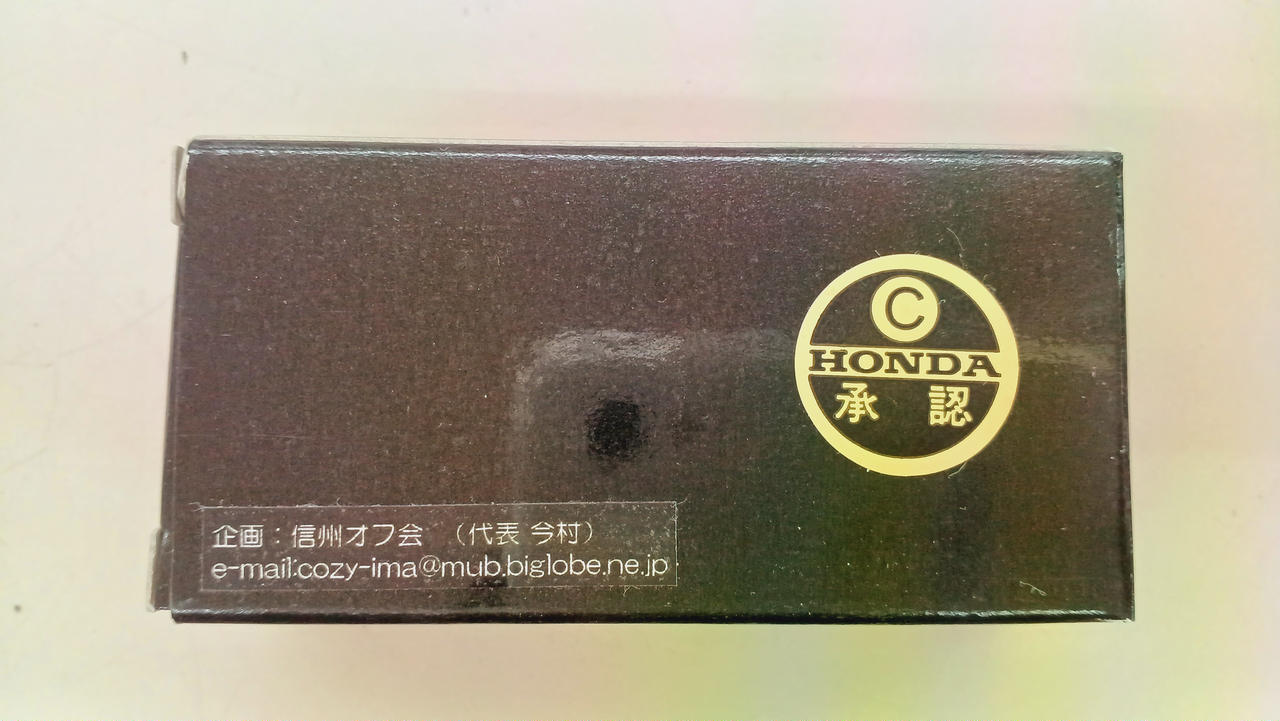 Ⓒ
HONDA
承認
企画：信州オフ会 （代表 今村）
e-mail:cozy-ima@mub.biglobe.ne.jp